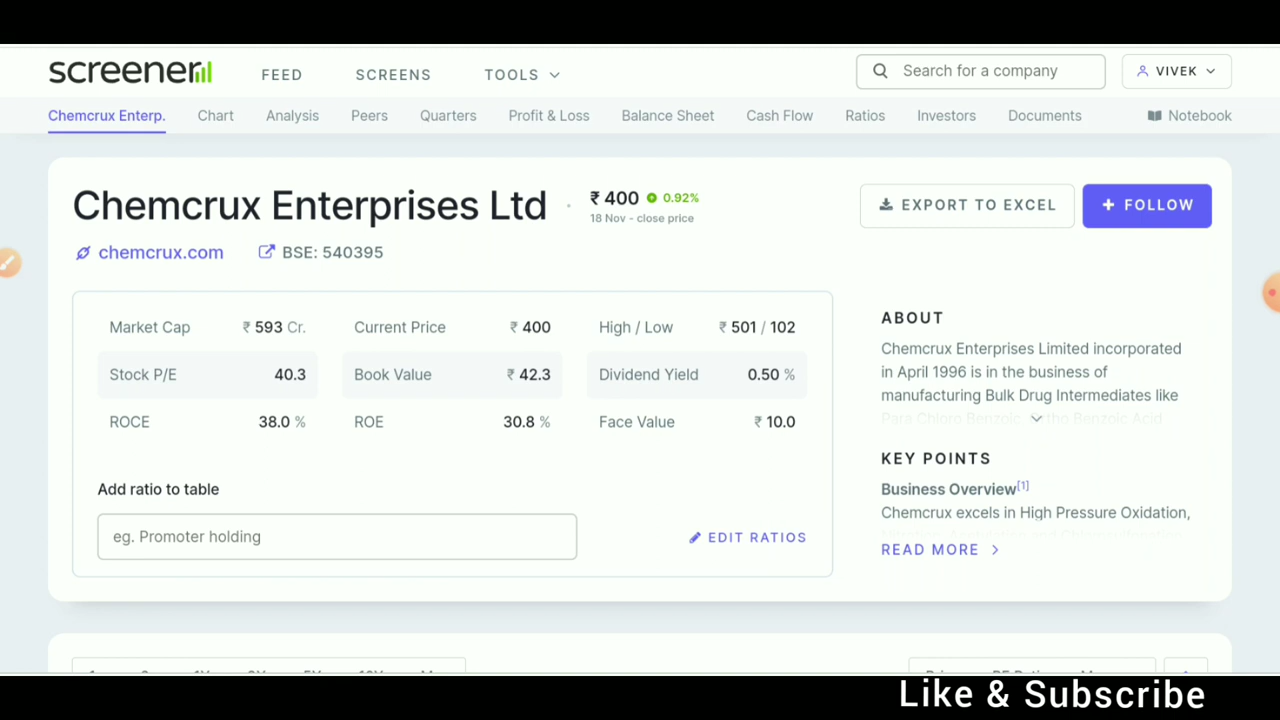 screener
FEED
SCREENS
TOOLS
Search for a company
VIVEK
Chemcrux Enterp.
Chart
Analysis
Peers
Quarters
Profit & Loss
Balance Sheet
Cash Flow
Ratios
Investors
Documents
Notebook
Chemcrux Enterprises Ltd
₹ 400 0.92%
18 Nov - close price
EXPORT TO EXCEL
+ FOLLOW
chemcrux.com
BSE: 540395
Market Cap ₹ 593 Cr.
Current Price ₹ 400
High / Low ₹ 501 / 102
Stock P/E 40.3
Book Value ₹ 42.3
Dividend Yield 0.50 %
ROCE 38.0 %
ROE 30.8 %
Face Value ₹ 10.0
Add ratio to table
eg. Promoter holding
EDIT RATIOS
ABOUT
Chemcrux Enterprises Limited incorporated
in April 1996 is in the business of
manufacturing Bulk Drug Intermediates like
Para Chloro Benzoic, Ortho Benzoic Acid
KEY POINTS
Business Overview[1]
Chemcrux excels in High Pressure Oxidation,
READ MORE
Like & Subscribe